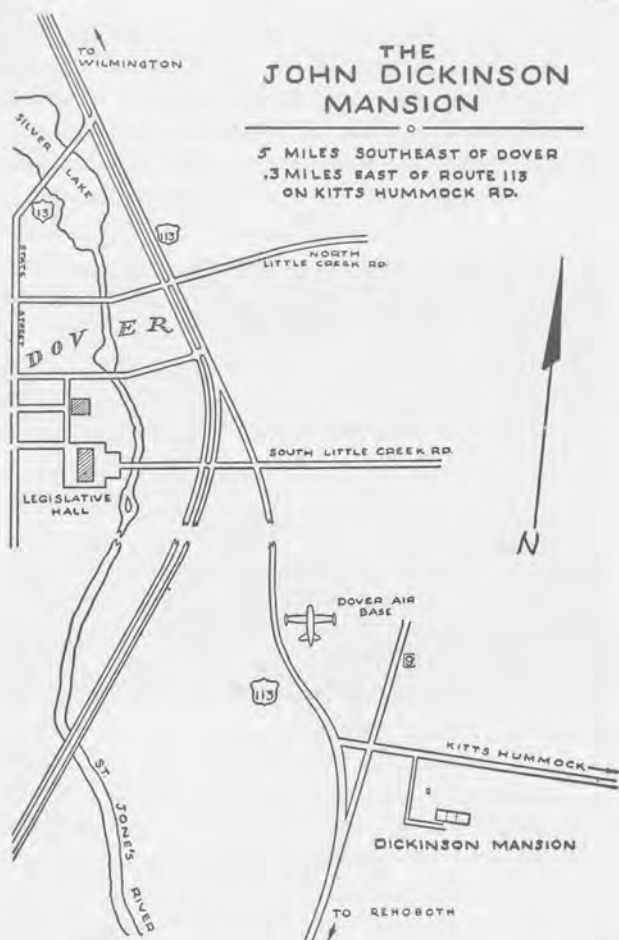 TO
WILMINGTON
THE
JOHN DICKINSON
MANSION
5 MILES SOUTHEAST OF DOVER
.3 MILES EAST OF ROUTE 113
ON KITTS HUMMOCK RD.
SILVER
LAKE
13
113
STATE
STREET
NORTH
LITTLE CREEK RD.
DOVER
SOUTH LITTLE CREEK RD.
LEGISLATIVE
HALL
N
DOVER AIR
BASE
9
113
KITTS HUMMOCK
ST.
JONE'S
RIVER
DICKINSON MANSION
TO REHOBOTH